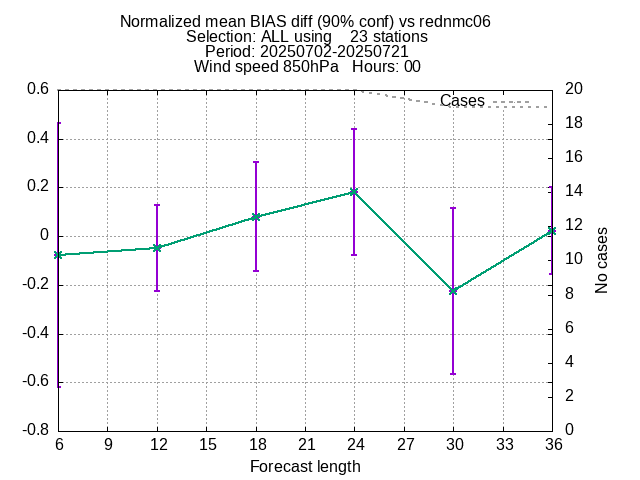 Normalized mean BIAS diff (90% conf) vs rednmc06
Selection: ALL using    23 stations
Period: 20250702-20250721
Wind speed 850hPa   Hours: 00
0.6
0.4
0.2
0
-0.2
-0.4
-0.6
-0.8
Cases
20
18
16
14
12
10
8
6
4
2
0
No cases
6 9 12 15 18 21 24 27 30 33 36
Forecast length